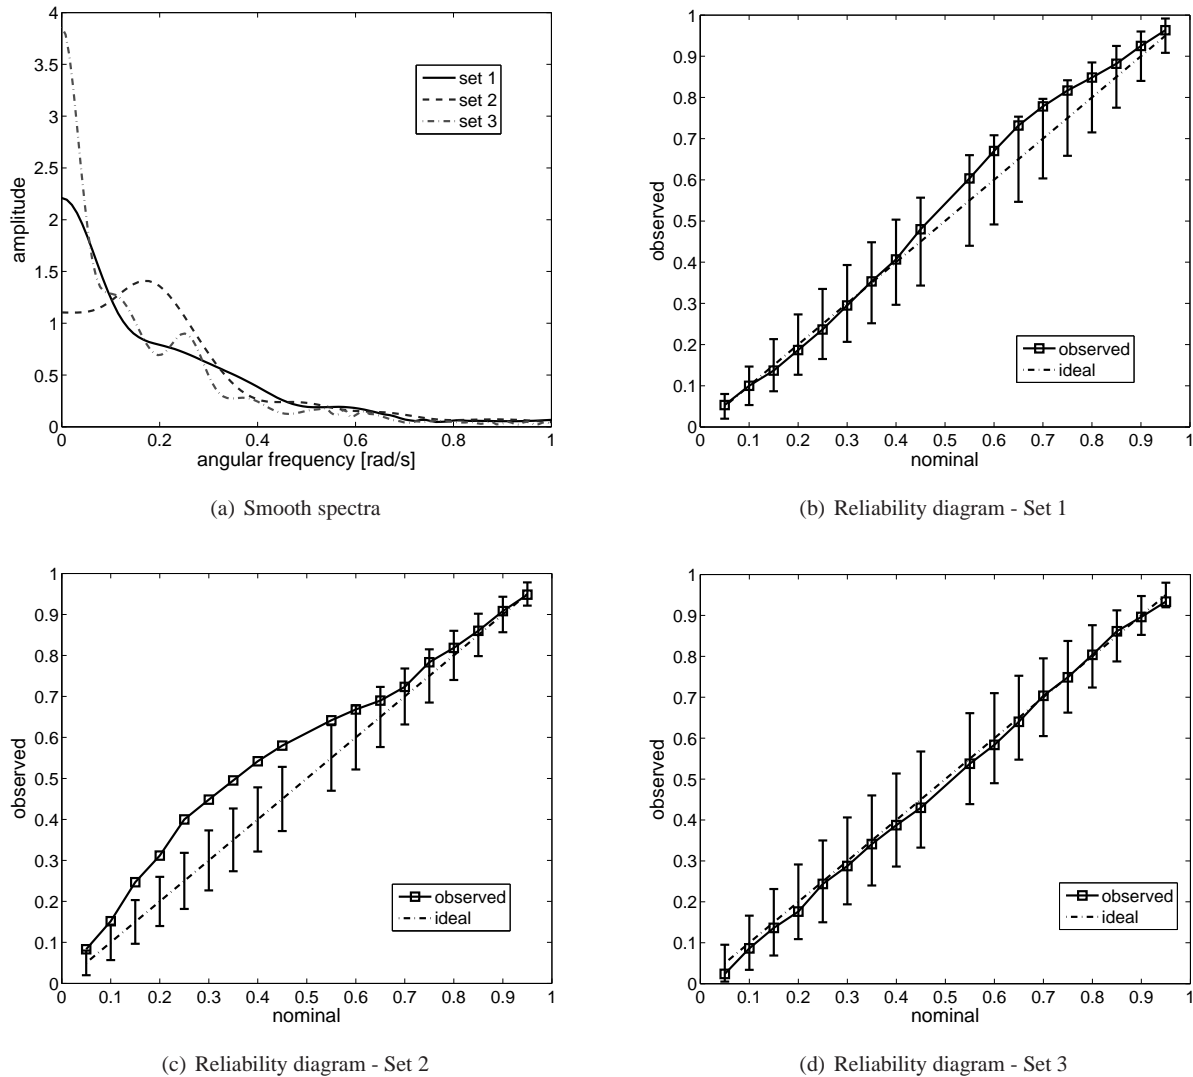 4
3.5
3
2.5
2
1.5
1
0.5
0
amplitude
set 1
set 2
set 3
0 0.2 0.4 0.6 0.8 1
angular frequency [rad/s]
(a) Smooth spectra
1
0.9
0.8
0.7
0.6
0.5
0.4
0.3
0.2
0.1
0
observed
observed
ideal
0 0.1 0.2 0.3 0.4 0.5 0.6 0.7 0.8 0.9 1
nominal
(b) Reliability diagram - Set 1
1
0.9
0.8
0.7
0.6
0.5
0.4
0.3
0.2
0.1
0
observed
observed
ideal
0 0.1 0.2 0.3 0.4 0.5 0.6 0.7 0.8 0.9 1
nominal
(c) Reliability diagram - Set 2
1
0.9
0.8
0.7
0.6
0.5
0.4
0.3
0.2
0.1
0
observed
observed
ideal
0 0.1 0.2 0.3 0.4 0.5 0.6 0.7 0.8 0.9 1
nominal
(d) Reliability diagram - Set 3